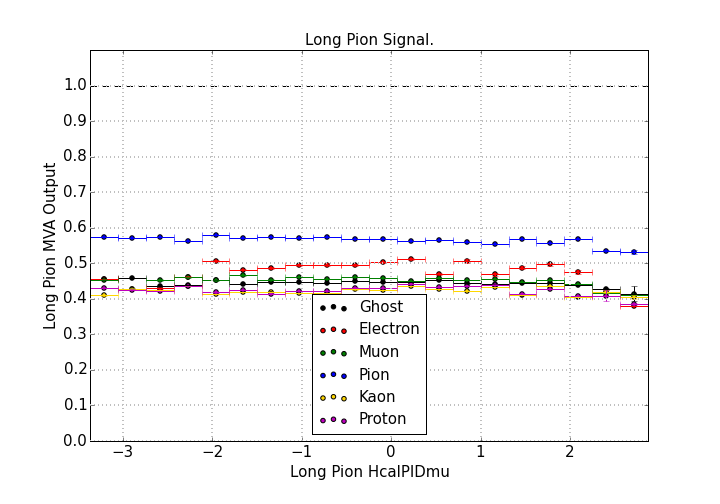 Long Pion Signal.
Long Pion MVA Output
1.0
0.9
0.8
0.7
0.6
0.5
0.4
0.3
0.2
0.1
0.0
Ghost
Electron
Muon
Pion
Kaon
Proton
−3 −2 −1 0 1 2
Long Pion HcalPIDmu